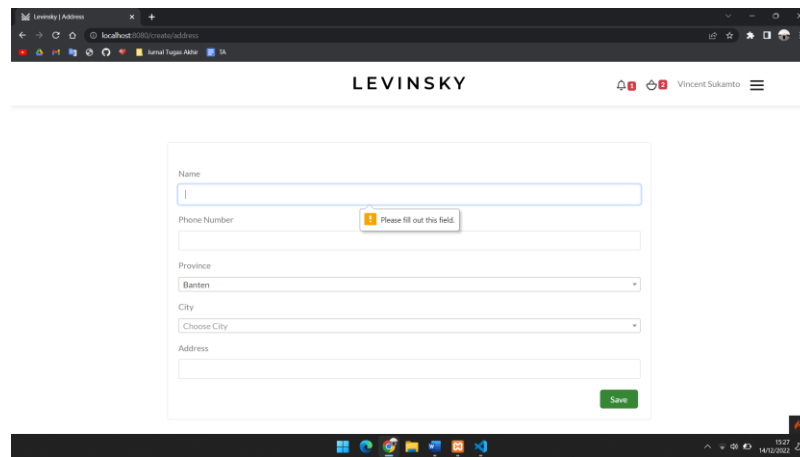 Levinsky | Address
localhost:8080/create/address
Jurnal Tugas Akhir
TA
LEVINSKY
1
2
Vincent Sukamto
Name
Please fill out this field.
Phone Number
Province
Banten
City
Choose City
Address
Save
15:27
14/12/2022